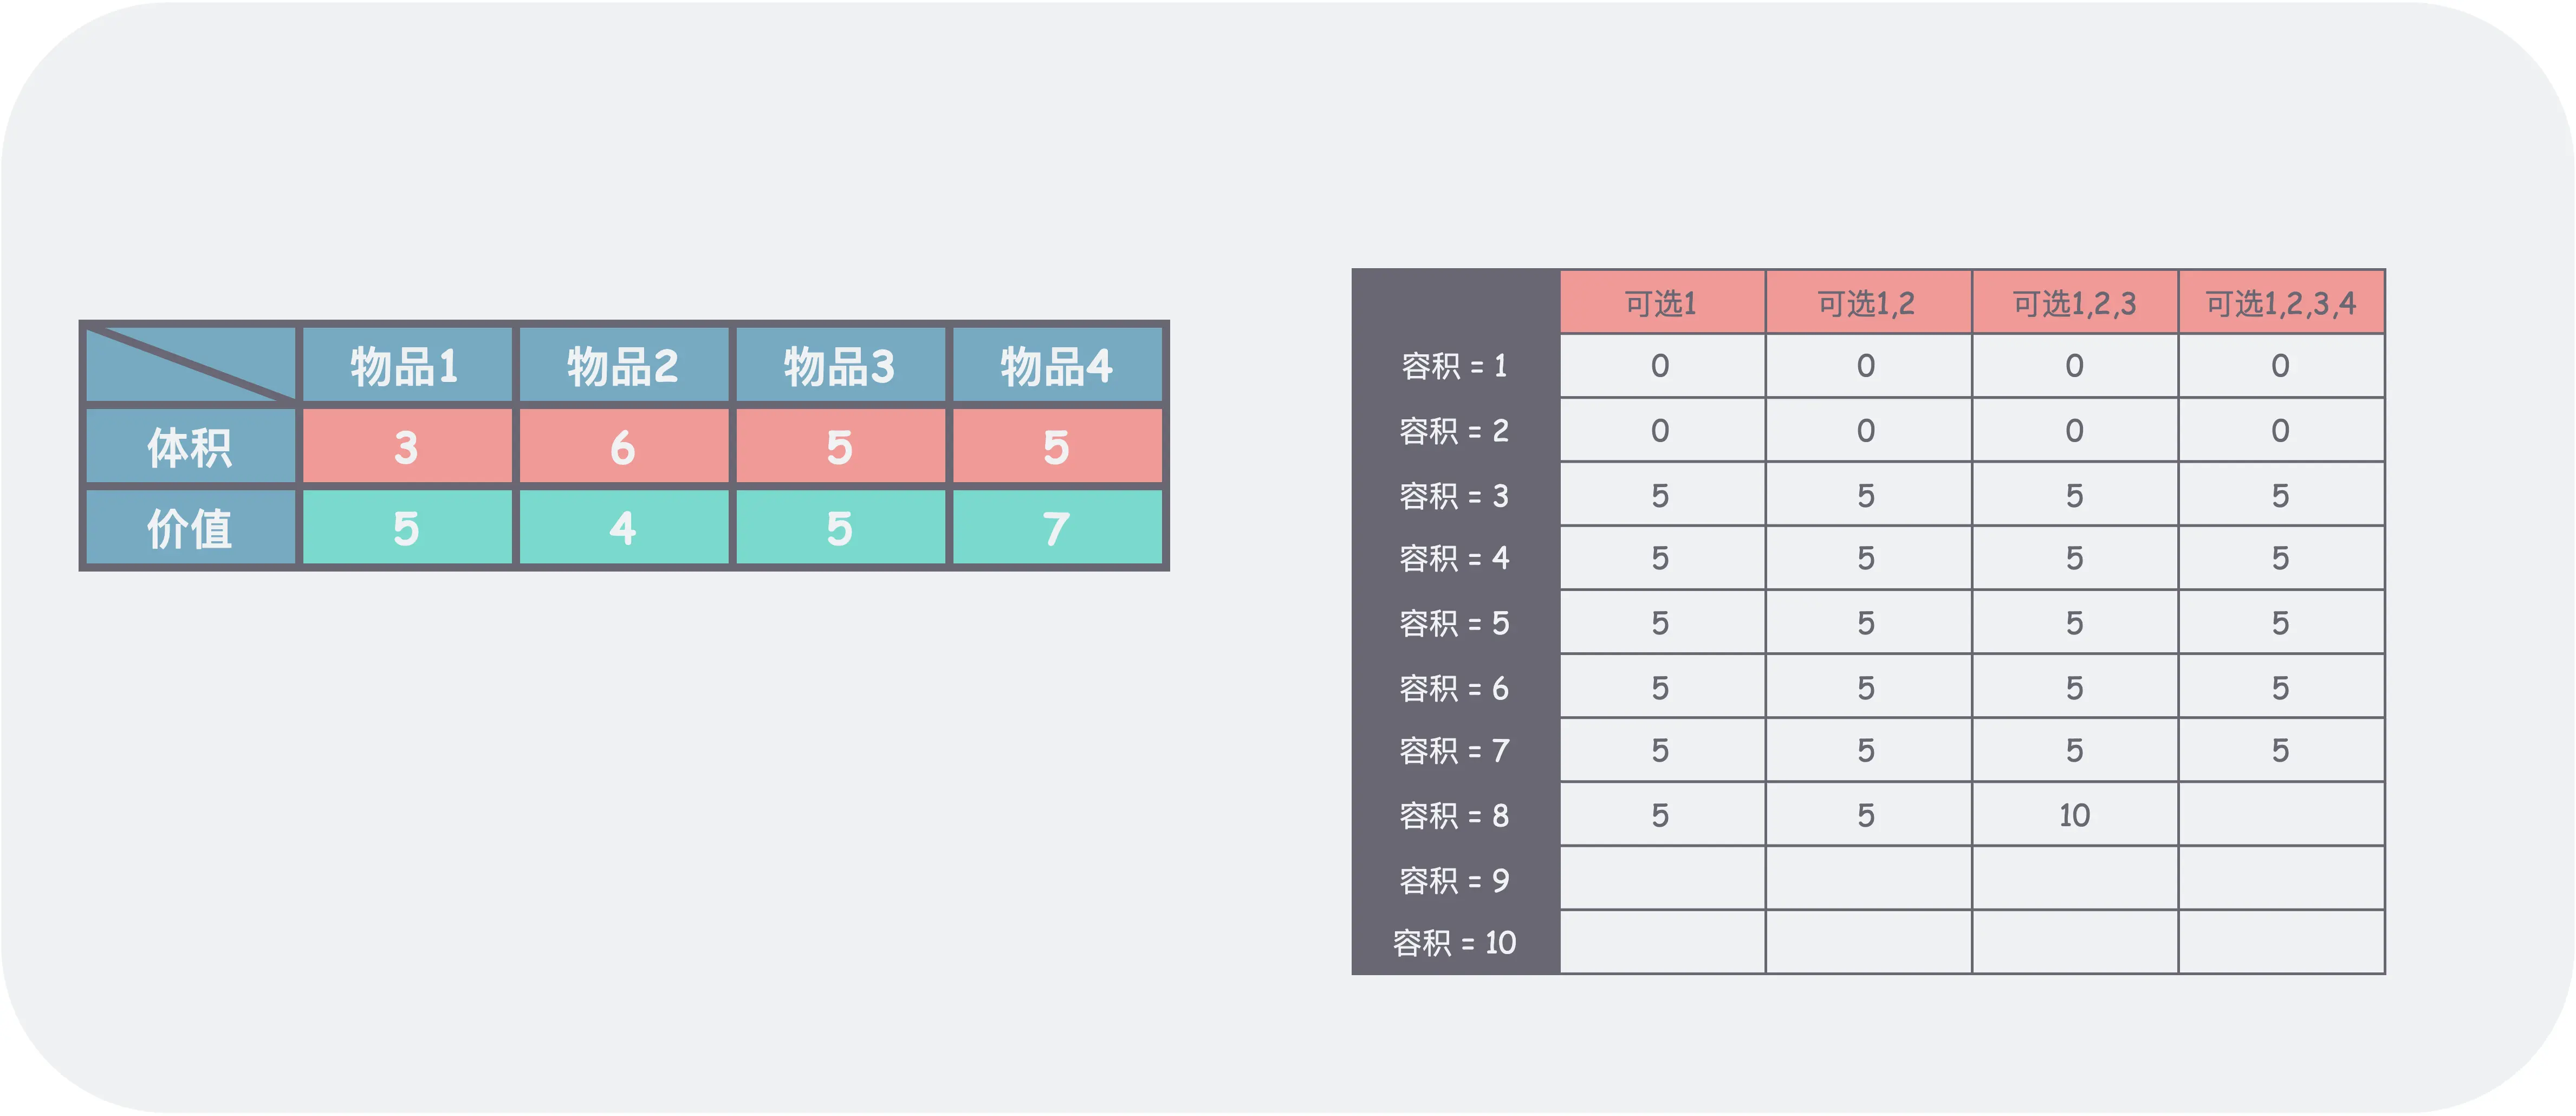 物品1 物品2 物品3 物品4
体积 3 6 5 5
价值 5 4 5 7
可选1 可选1,2 可选1,2,3 可选1,2,3,4
容积 = 1 0 0 0 0
容积 = 2 0 0 0 0
容积 = 3 5 5 5 5
容积 = 4 5 5 5 5
容积 = 5 5 5 5 5
容积 = 6 5 5 5 5
容积 = 7 5 5 5 5
容积 = 8 5 5 10
容积 = 9
容积 = 10